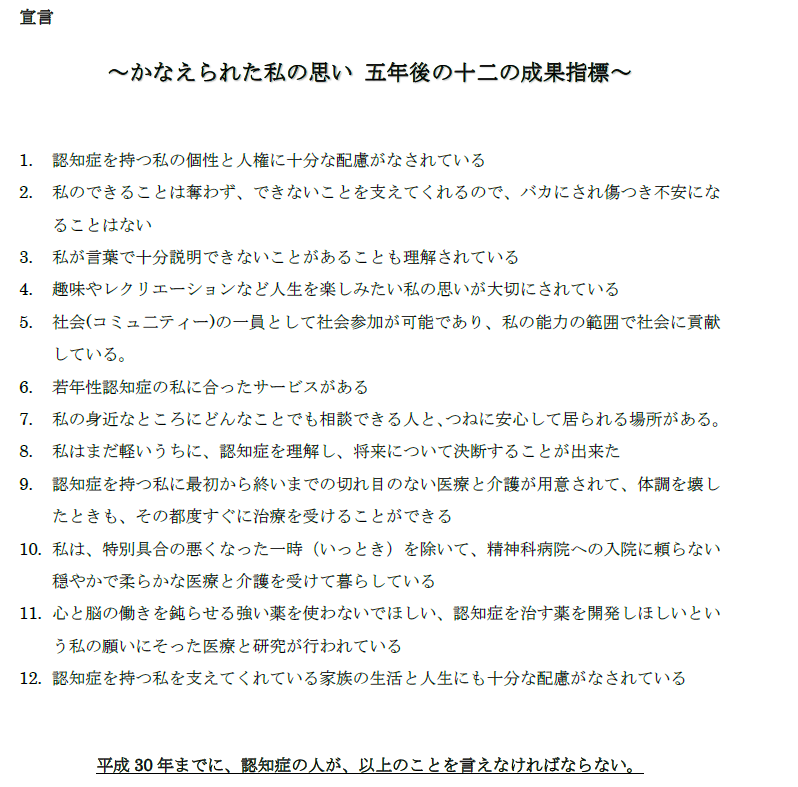 宣言
～かなえられた私の思い 五年後の十二の成果指標～
1. 認知症を持つ私の個性と人権に十分な配慮がなされている
2. 私のできることは奪わず、できないことを支えてくれるので、バカにされ傷つき不安にな
ることはない
3. 私が言葉で十分説明できないことがあることも理解されている
4. 趣味やレクリエーションなど人生を楽しみたい私の思いが大切にされている
5. 社会(コミュ二ティー)の一員として社会参加が可能であり、私の能力の範囲で社会に貢献
している。
6. 若年性認知症の私に合ったサービスがある
7. 私の身近なところにどんなことでも相談できる人と、つねに安心して居られる場所がある。
8. 私はまだ軽いうちに、認知症を理解し、将来について決断することが出来た
9. 認知症を持つ私に最初から終いまでの切れ目のない医療と介護が用意されて、体調を壊し
たときも、その都度すぐに治療を受けることができる
10. 私は、特別具合の悪くなった一時（いっとき）を除いて、精神科病院への入院に頼らない
穏やかで柔らかな医療と介護を受けて暮らしている
11. 心と脳の働きを鈍らせる強い薬を使わないでほしい、認知症を治す薬を開発しほしいとい
う私の願いにそった医療と研究が行われている
12. 認知症を持つ私を支えてくれている家族の生活と人生にも十分な配慮がなされている
平成 30 年までに、認知症の人が、以上のことを言えなければならない。